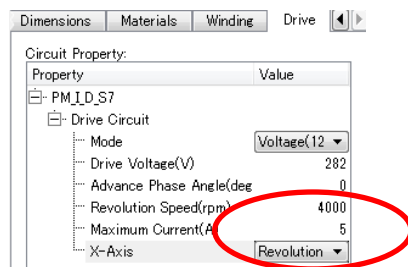 Dimensions Materials Winding Drive
Circuit Property:
Property Value
PM_I_D_S7
Drive Circuit
Mode Voltage(12
Drive Voltage(V) 282
Advance Phase Angle(deg 0
Revolution Speed(rpm) 4000
Maximum Current(A) 5
X-Axis Revolution